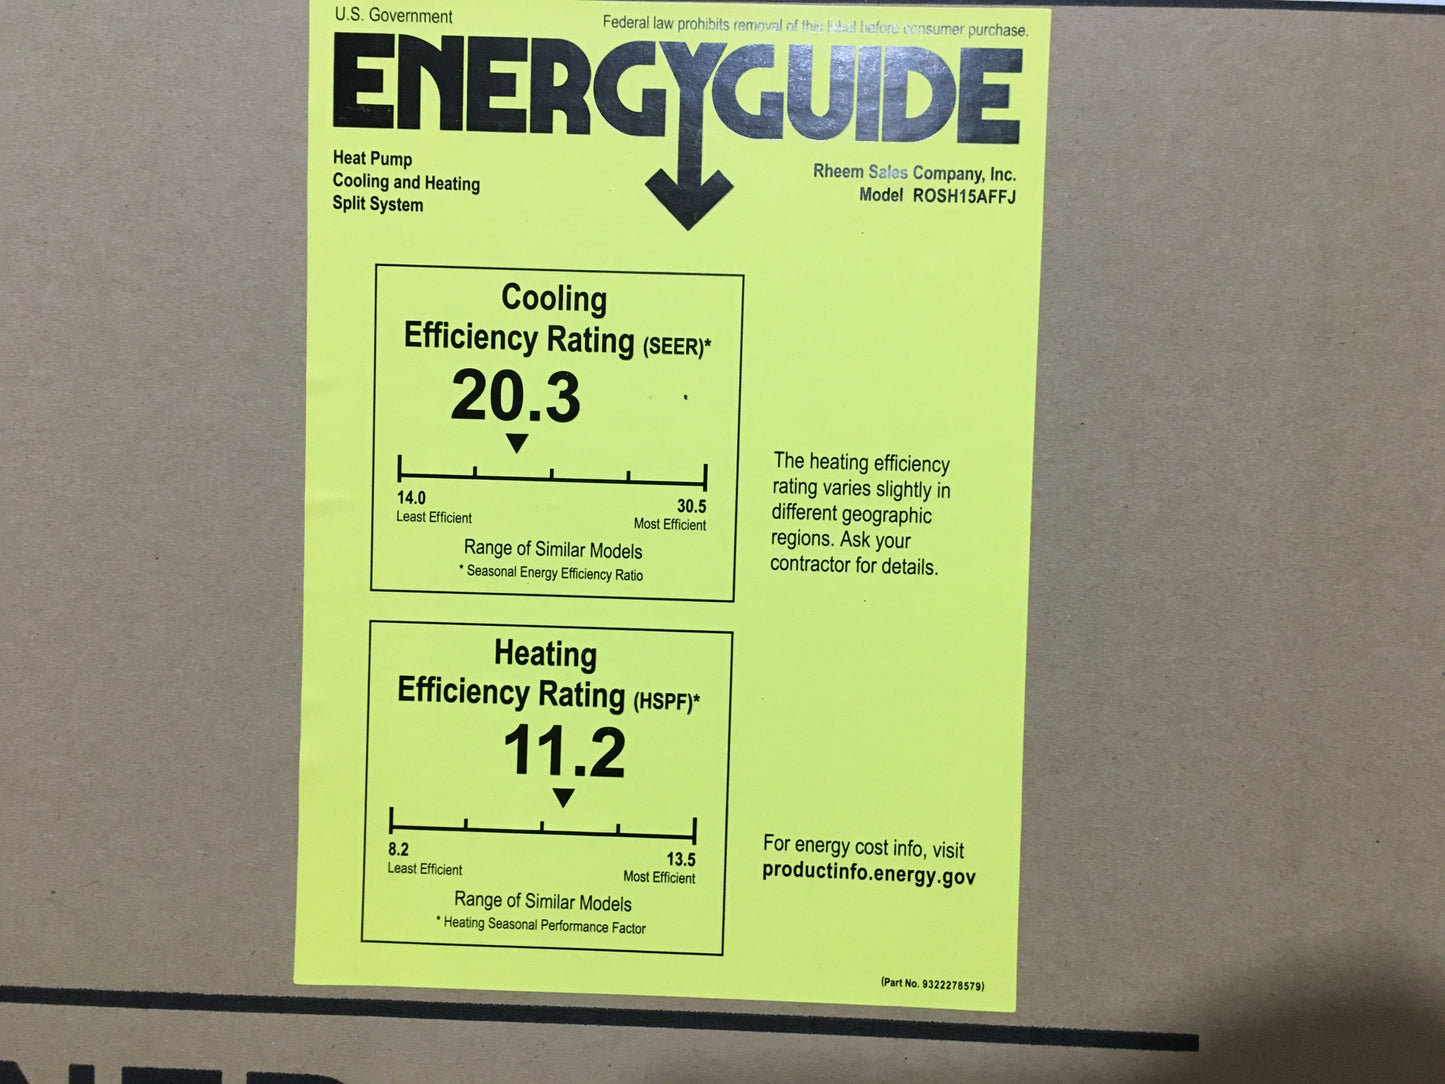 U.S. Government
Federal law prohibits removal of this label before consumer purchase.
ENERGYGUIDE
Heat Pump
Cooling and Heating
Split System
Rheem Sales Company, Inc.
Model ROSH15AFFJ
Cooling
Efficiency Rating (SEER)*
20.3
14.0
Least Efficient
30.5
Most Efficient
Range of Similar Models
* Seasonal Energy Efficiency Ratio
The heating efficiency
rating varies slightly in
different geographic
regions. Ask your
contractor for details.
Heating
Efficiency Rating (HSPF)*
11.2
8.2
Least Efficient
13.5
Most Efficient
Range of Similar Models
* Heating Seasonal Performance Factor
For energy cost info, visit
productinfo.energy.gov
(Part No. 9322278579)